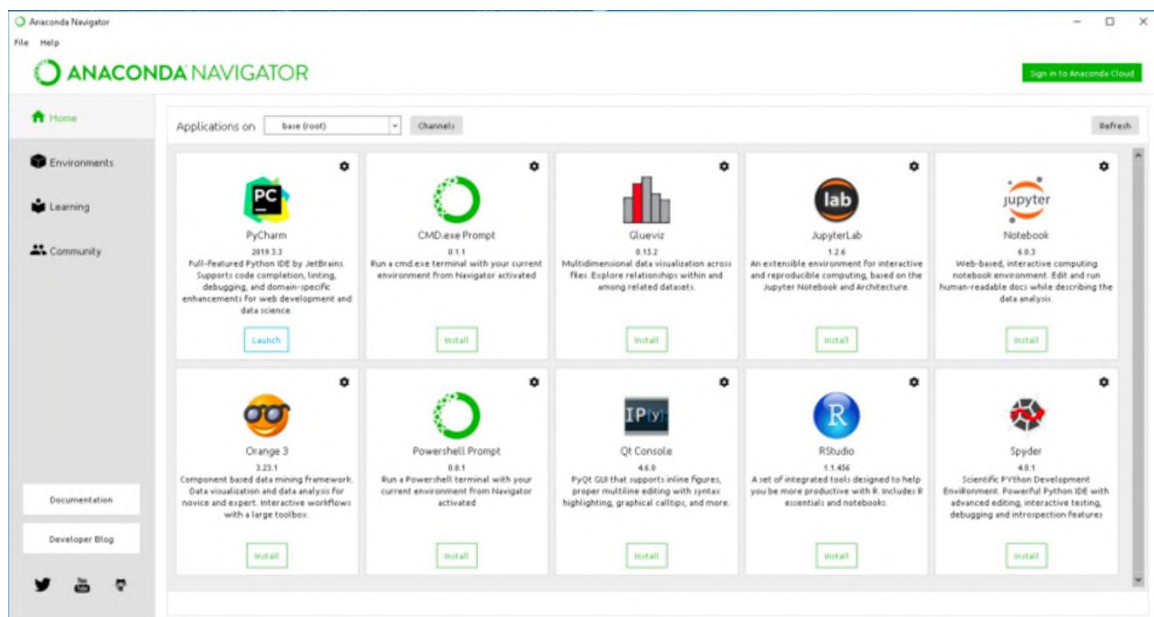 Anaconda Navigator
File Help
ANACONDA NAVIGATOR
Sign in to Anaconda Cloud
Home
Environments
Learning
Community
Documentation
Developer Blog
You
Tube
Applications on base (root) Channels Refresh
PC
PyCharm
2019.3.3
Full-featured Python IDE by JetBrains.
Supports code completion, linting,
debugging, and domain-specific
enhancements for web development and
data science.
Launch
CMD.exe Prompt
0.1.1
Run a cmd.exe terminal with your current
environment from Navigator activated
Install
Glueviz
0.15.2
Multidimensional data visualization across
files. Explore relationships within and
among related datasets.
Install
lab
JupyterLab
1.2.6
An extensible environment for interactive
and reproducible computing, based on the
Jupyter Notebook and Architecture.
Install
jupyter
Notebook
6.0.3
Web-based, interactive computing
notebook environment. Edit and run
human-readable docs while describing the
data analysis.
Install
Orange 3
3.23.1
Component based data mining framework.
Data visualization and data analysis for
novice and expert. Interactive workflows
with a large toolbox.
Install
Powershell Prompt
0.0.1
Run a Powershell terminal with your
current environment from Navigator
activated
Install
IP[y]:
Qt Console
4.6.0
PyQt GUI that supports inline figures,
proper multiline editing with syntax
highlighting, graphical calltips, and more.
Install
R
RStudio
1.1.456
A set of integrated tools designed to help
you be more productive with R. Includes R
essentials and notebooks.
Install
Spyder
4.0.1
Scientific PYthon Development
EnviRonment. Powerful Python IDE with
advanced editing, interactive testing,
debugging and introspection features
Install